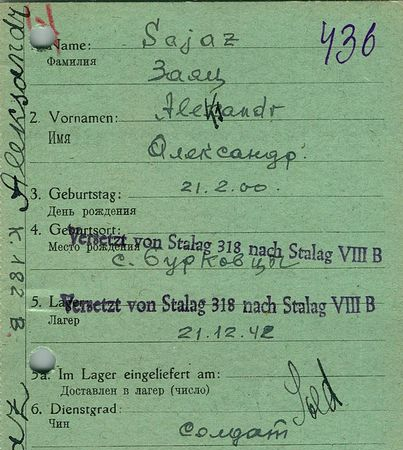 1. Name: Sajaz
Фамилия
Заяц
436
2. Vornamen: Aleksandr
Имя
Олександр.
3. Geburtstag: 21.2.00.
День рождения
4. Geburtsort:
Место рождения
Versetzt von Stalag 318 nach Stalag VIII B
с. Бурковцы
5. Lager
Versetzt von Stalag 318 nach Stalag VIII B
Лагер
21.12.42
5a. Im Lager eingeliefert am:
Доставлен в лагер (число)
6. Dienstgrad: Sold
Чин
солдат
Aleksandr
K. 182 B